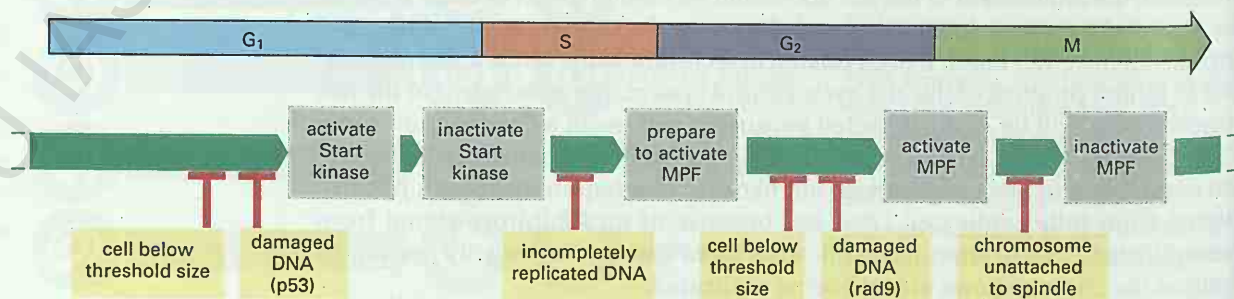 G1 S G2 M
activate
Start
kinase
inactivate
Start
kinase
prepare
to activate
MPF
activate
MPF
inactivate
MPF
cell below
threshold size
damaged
DNA
(p53)
incompletely
replicated DNA
cell below
threshold
size
damaged
DNA
(rad9)
chromosome
unattached
to spindle